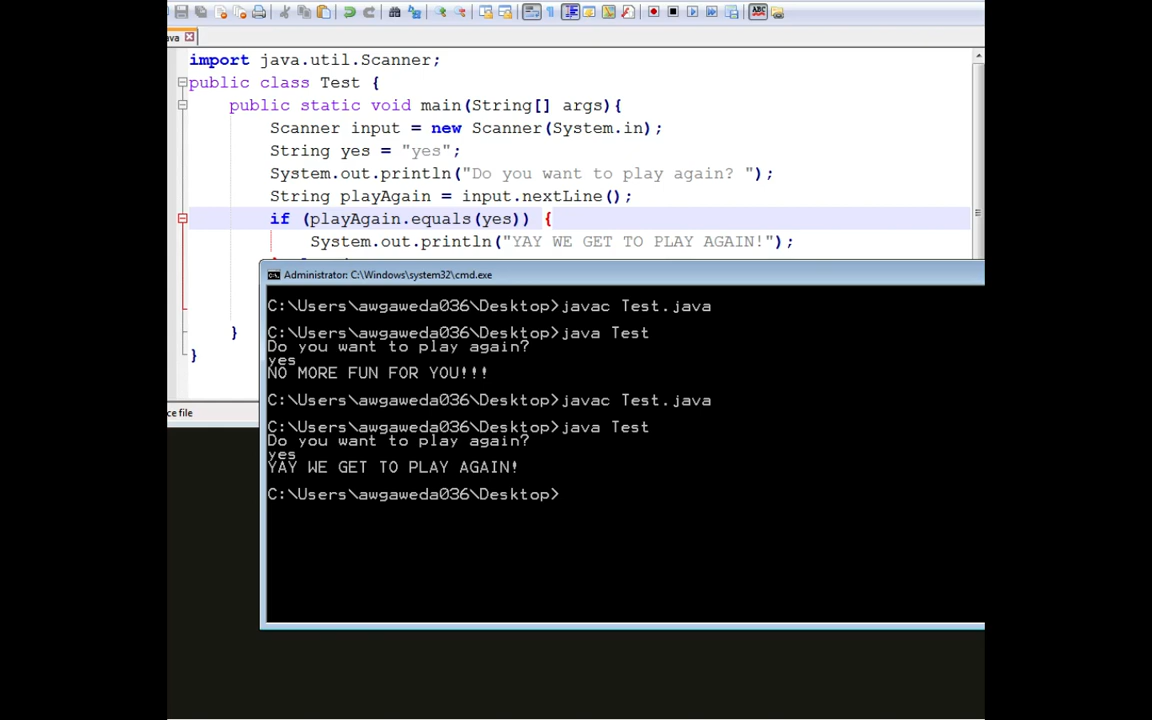 ava
import java.util.Scanner;
public class Test {
public static void main(String[] args){
Scanner input = new Scanner(System.in);
String yes = "yes";
System.out.println("Do you want to play again? ");
String playAgain = input.nextLine();
if (playAgain.equals(yes)) {
System.out.println("YAY WE GET TO PLAY AGAIN!");
}
}
ce file
ABC
Administrator: C:\Windows\system32\cmd.exe
C:\Users\awgaweda036\Desktop>javac Test.java
C:\Users\awgaweda036\Desktop>java Test
Do you want to play again?
yes
NO MORE FUN FOR YOU!!!
C:\Users\awgaweda036\Desktop>javac Test.java
C:\Users\awgaweda036\Desktop>java Test
Do you want to play again?
yes
YAY WE GET TO PLAY AGAIN!
C:\Users\awgaweda036\Desktop>